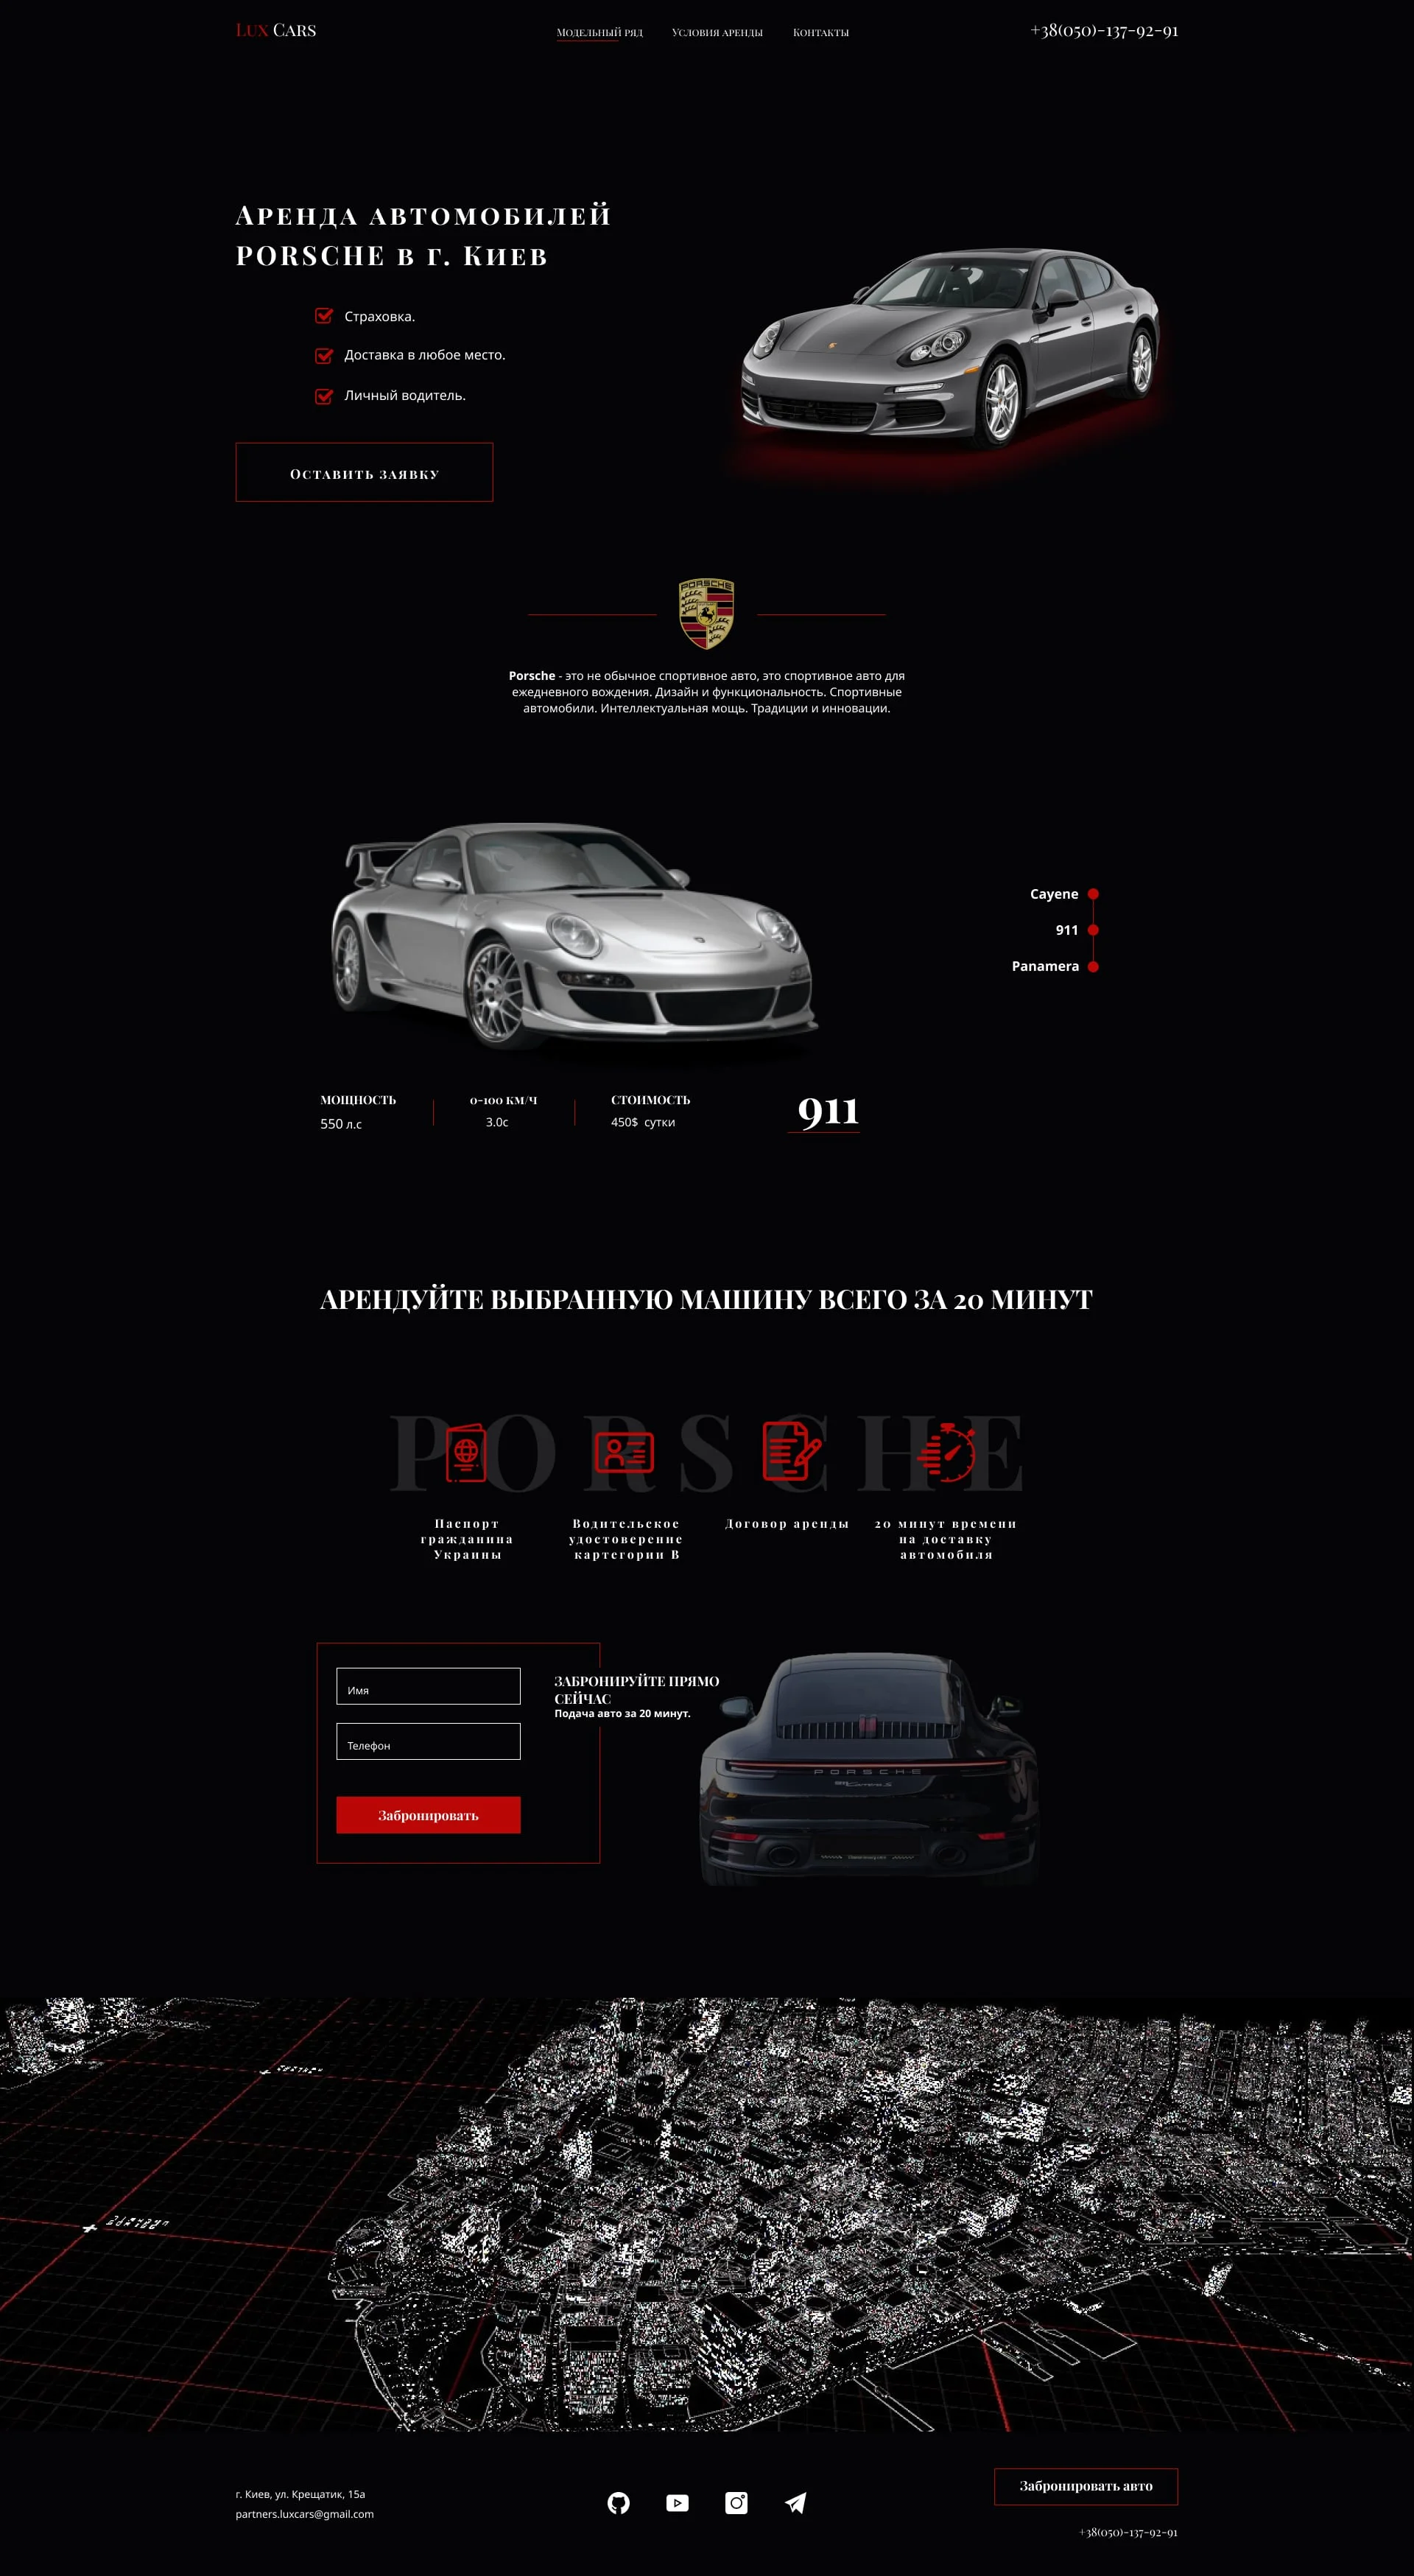 Lux Cars
Модельный ряд
Условия аренды
Контакты
+38(050)-137-92-91
Аренда автомобилей
PORSCHE в г. Киев
Страховка.
Доставка в любое место.
Личный водитель.
Оставить заявку
PORSCHE
Porsche - это не обычное спортивное авто, это спортивное авто для
ежедневного вождения. Дизайн и функциональность. Спортивные
автомобили. Интеллектуальная мощь. Традиции и инновации.
Cayene
911
Panamera
МОЩНОСТЬ
550 л.с
0-100 км/ч
3.0с
СТОИМОСТЬ
450$ сутки
911
АРЕНДУЙТЕ ВЫБРАННУЮ МАШИНУ ВСЕГО ЗА 20 МИНУТ
PORSCHE
Паспорт
гражданина
Украины
Водительское
удостоверение
картегории B
Договор аренды
20 минут времени
на доставку
автомобиля
Имя
Телефон
Забронировать
ЗАБРОНИРУЙТЕ ПРЯМО
СЕЙЧАС
Подача авто за 20 минут.
PORSCHE
г. Киев, ул. Крещатик, 15а
partners.luxcars@gmail.com
Забронировать авто
+38(050)-137-92-91